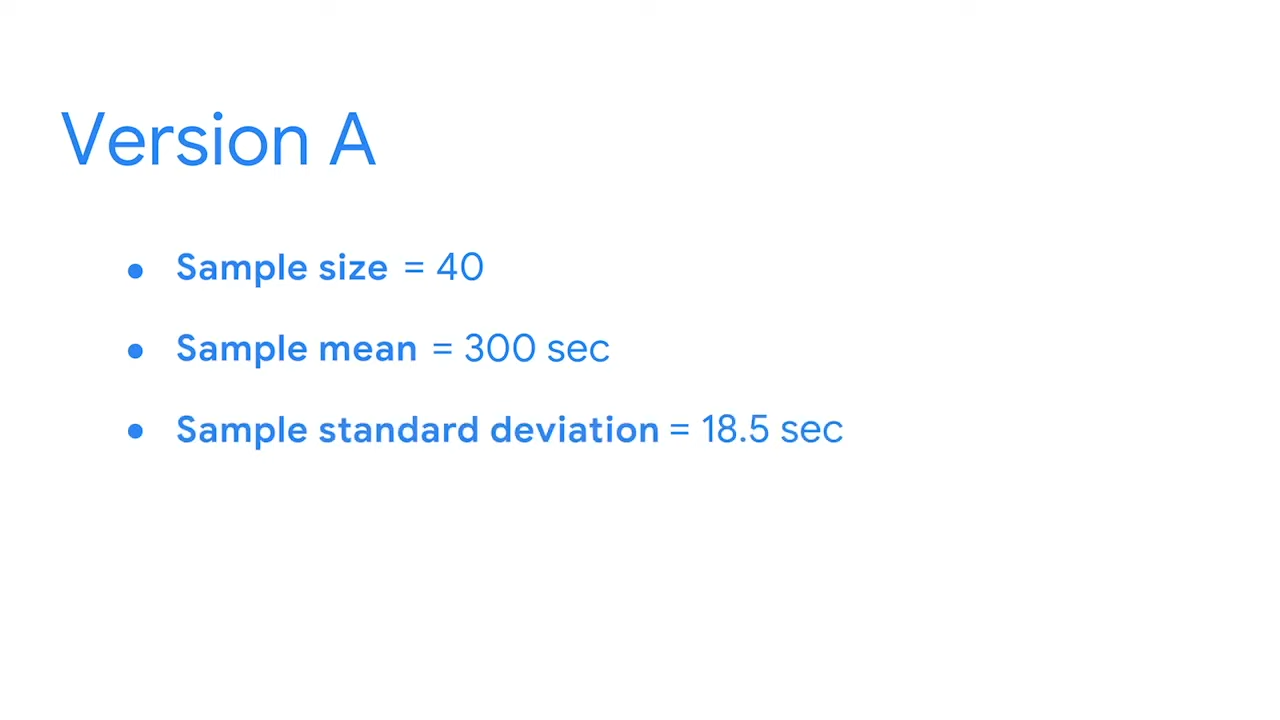 Version A
● Sample size = 40
● Sample mean = 300 sec
● Sample standard deviation = 18.5 sec